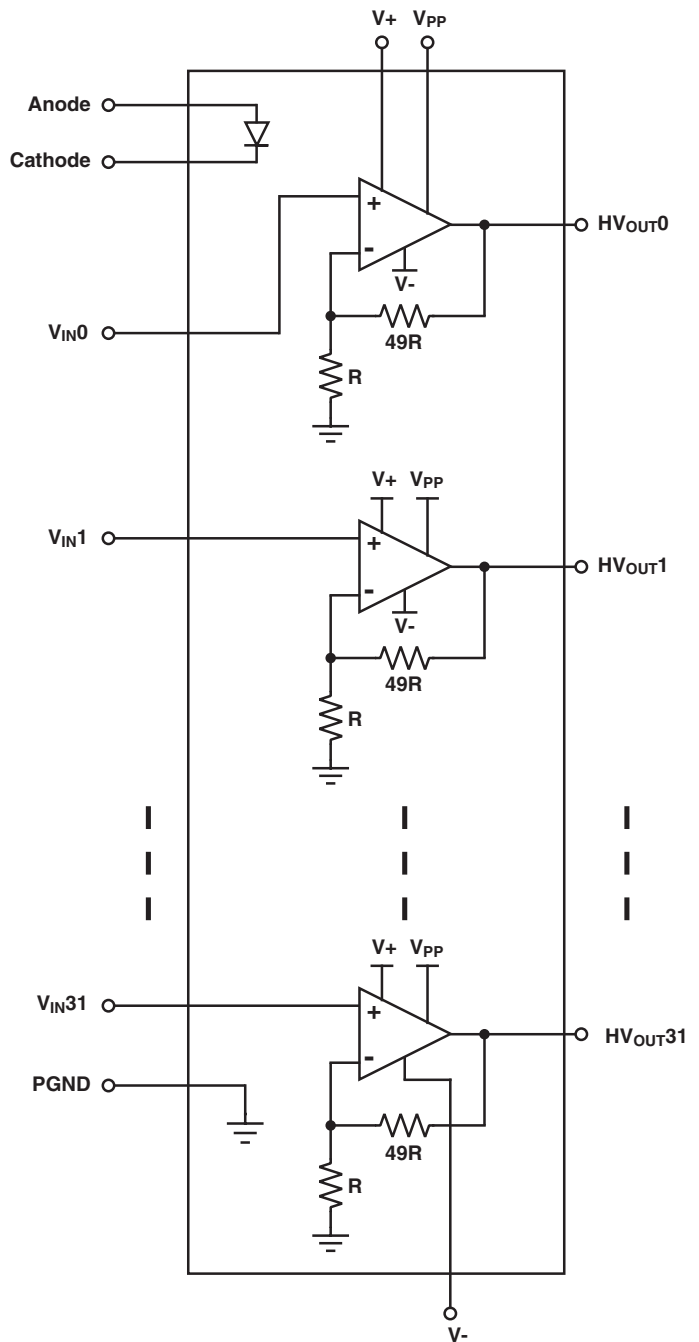 V+ VPP
Anode
Cathode
+
HVOUT0
-
V-
VIN0
49R
R
V+ VPP
VIN1
+
HVOUT1
-
V-
49R
R
V+ VPP
VIN31
+
HVOUT31
-
PGND
49R
R
V-